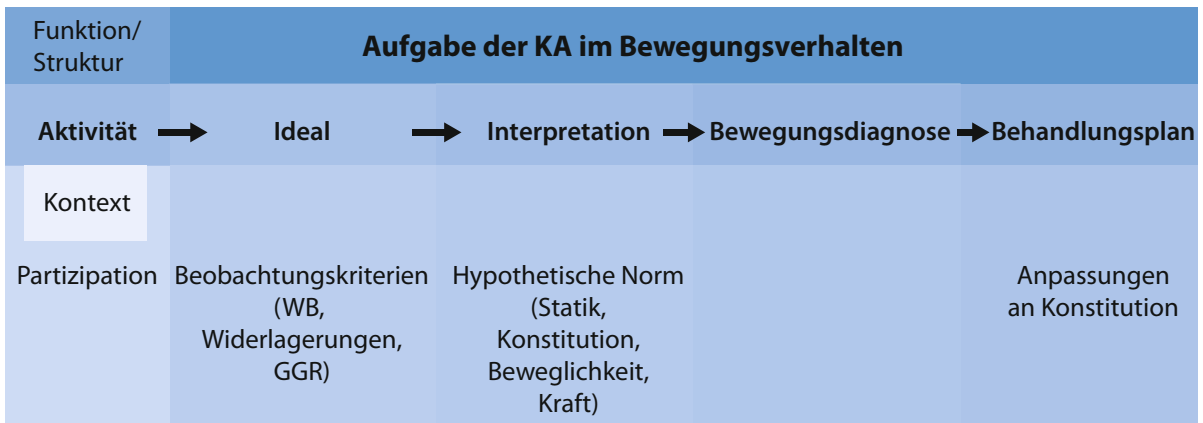 Funktion/
Struktur
Aufgabe der KA im Bewegungsverhalten
Aktivität
Ideal
Interpretation
Bewegungsdiagnose
Behandlungsplan
Kontext
Partizipation
Beobachtungskriterien
(WB,
Widerlagerungen,
GGR)
Hypothetische Norm
(Statik,
Konstitution,
Beweglichkeit,
Kraft)
Anpassungen
an Konstitution